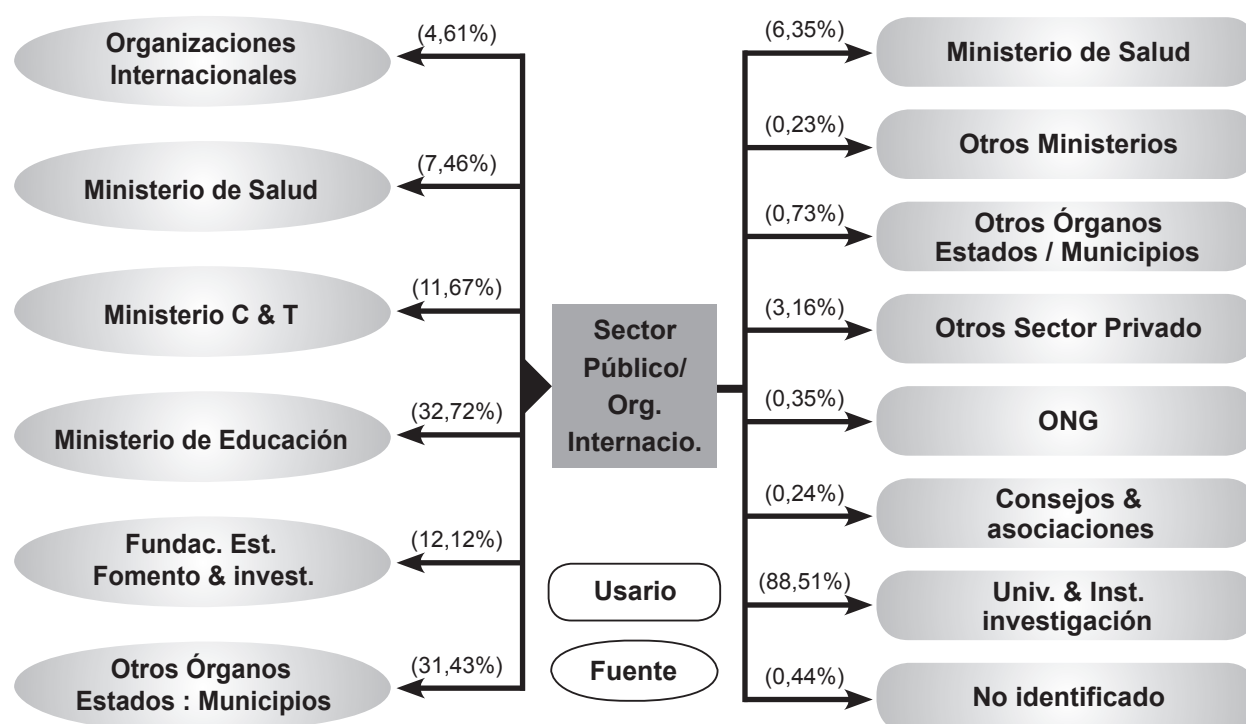 (4,61%)
Organizaciones
Internacionales
(7,46%)
Ministerio de Salud
(11,67%)
Ministerio C & T
(32,72%)
Ministerio de Educación
(12,12%)
Fundac. Est.
Fomento & invest.
(31,43%)
Otros Órganos
Estados : Municipios
Sector
Público/
Org.
Internacio.
Usario
Fuente
(6,35%)
Ministerio de Salud
(0,23%)
Otros Ministerios
(0,73%)
Otros Órganos
Estados / Municipios
(3,16%)
Otros Sector Privado
(0,35%)
ONG
(0,24%)
Consejos &
asociaciones
(88,51%)
Univ. & Inst.
investigación
(0,44%)
No identificado